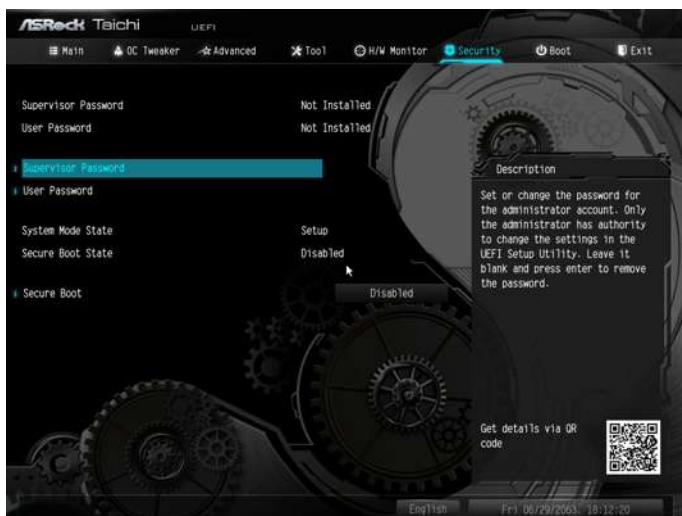 ASRock Taichi UEFI
Main OC Tweaker Advanced Tool H/W Monitor Security Boot Exit
Supervisor Password Not Installed
User Password Not Installed
Supervisor Password
User Password
System Mode State Setup
Secure Boot State Disabled
Secure Boot Disabled
Description
Set or change the password for
the administrator account. Only
the administrator has authority
to change the settings in the
UEFI Setup Utility. Leave it
blank and press enter to remove
the password.
Get details via QR
code
English Fri 06/29/2063, 18:12:20